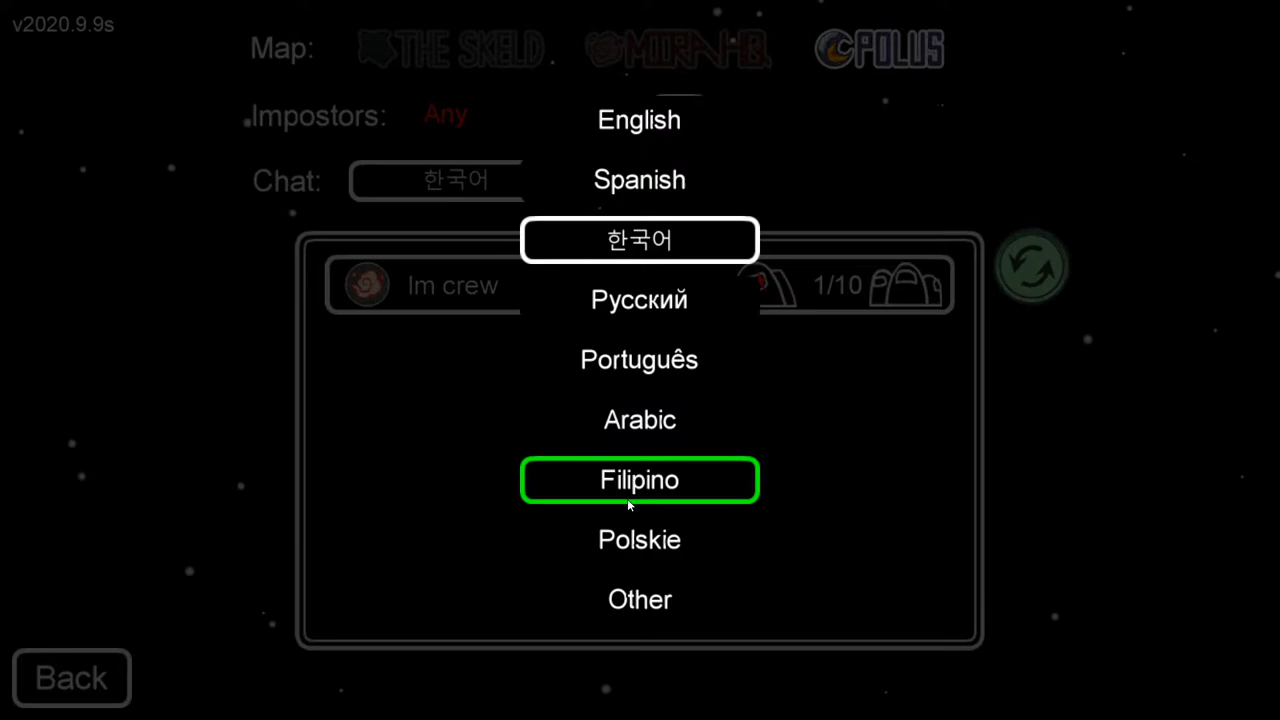 v2020.9.9s
Map: THE SKELD MIRA HQ POLUS
Impostors: Any
Chat: 한국어
English
Spanish
한국어
Im crew 1/10
Русский
Português
Arabic
Filipino
Polskie
Other
Back